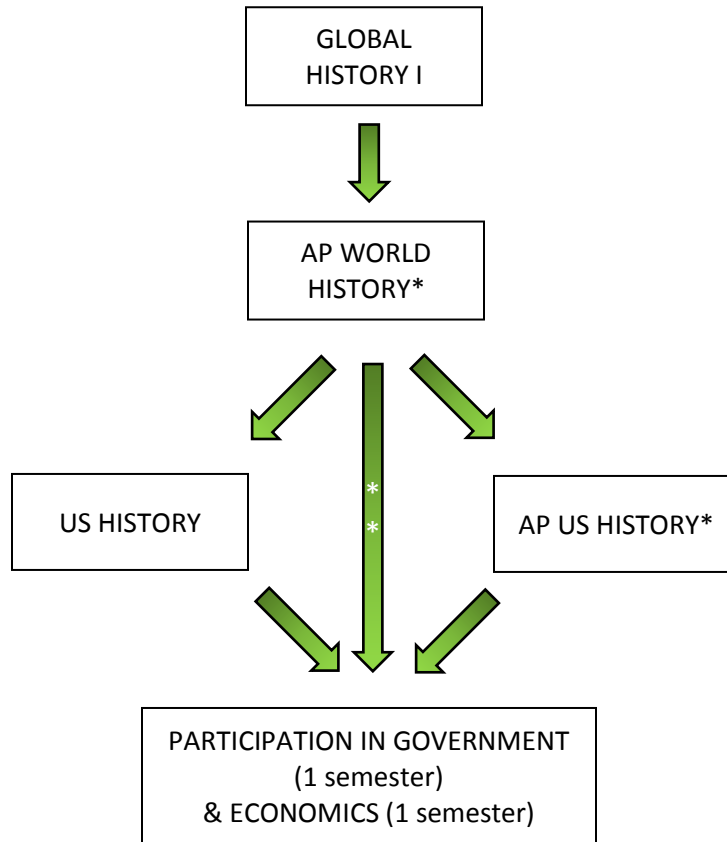 GLOBAL
HISTORY I
AP WORLD
HISTORY*
US HISTORY
*
*
AP US HISTORY*
PARTICIPATION IN GOVERNMENT
(1 semester)
& ECONOMICS (1 semester)